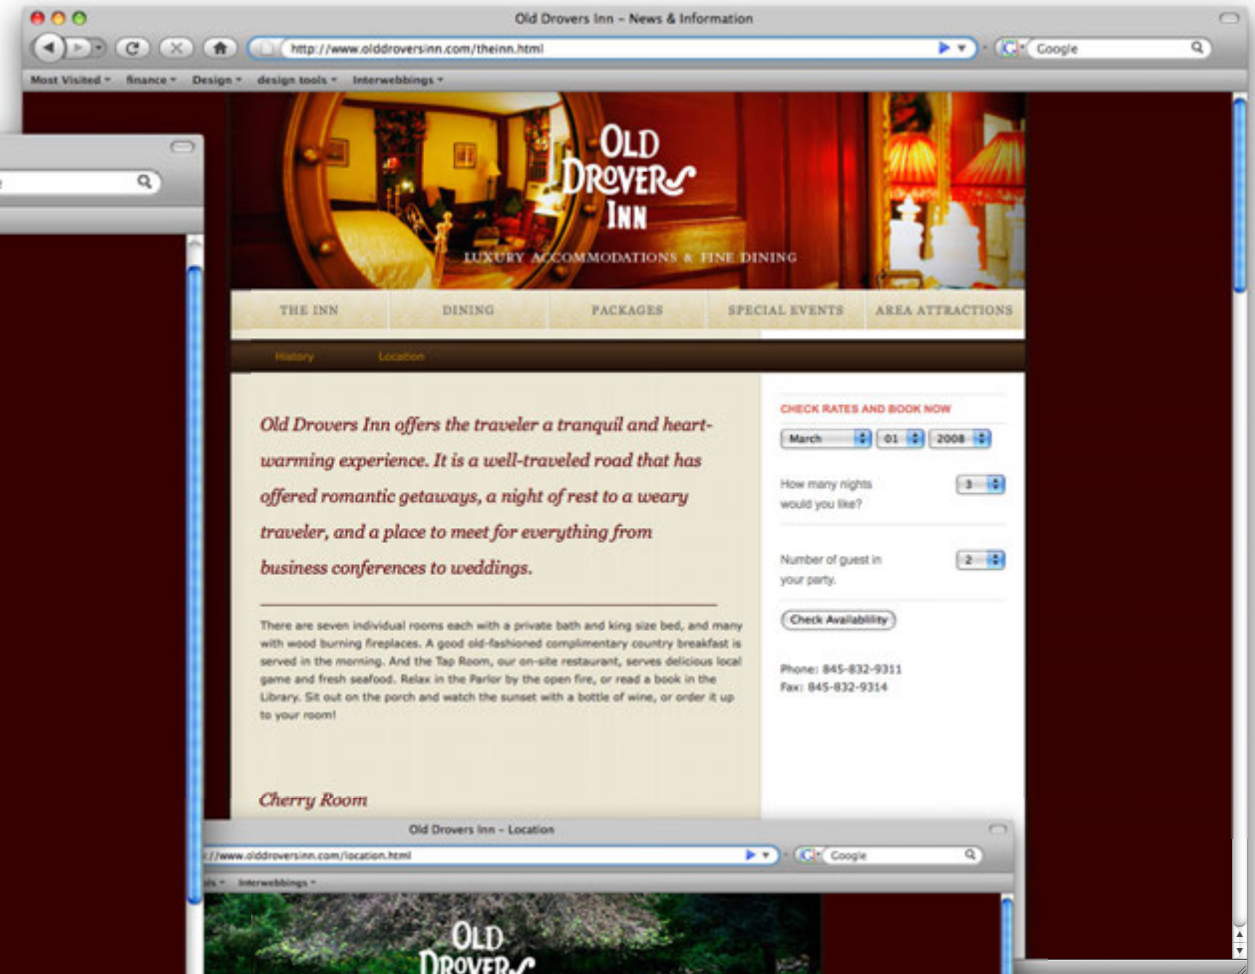 Old Drovers Inn – News & Information
http://www.olddroversinn.com/theinn.html
Google
Most Visited finance Design design tools Interwebbings
OLD
DROVERS
INN
LUXURY ACCOMMODATIONS & FINE DINING
THE INN DINING PACKAGES SPECIAL EVENTS AREA ATTRACTIONS
History Location
Old Drovers Inn offers the traveler a tranquil and heart-
warming experience. It is a well-traveled road that has
offered romantic getaways, a night of rest to a weary
traveler, and a place to meet for everything from
business conferences to weddings.
There are seven individual rooms each with a private bath and king size bed, and many
with wood burning fireplaces. A good old-fashioned complimentary country breakfast is
served in the morning. And the Tap Room, our on-site restaurant, serves delicious local
game and fresh seafood. Relax in the Parlor by the open fire, or read a book in the
Library. Sit out on the porch and watch the sunset with a bottle of wine, or order it up
to your room!
Cherry Room
CHECK RATES AND BOOK NOW
March 01 2008
How many nights 3
would you like?
Number of guest in 2
your party.
Check Availablility
Phone: 845-832-9311
Fax: 845-832-9314
Old Drovers Inn – Location
://www.olddroversinn.com/location.html
Google
ols Interwebbings
OLD
DROVERS